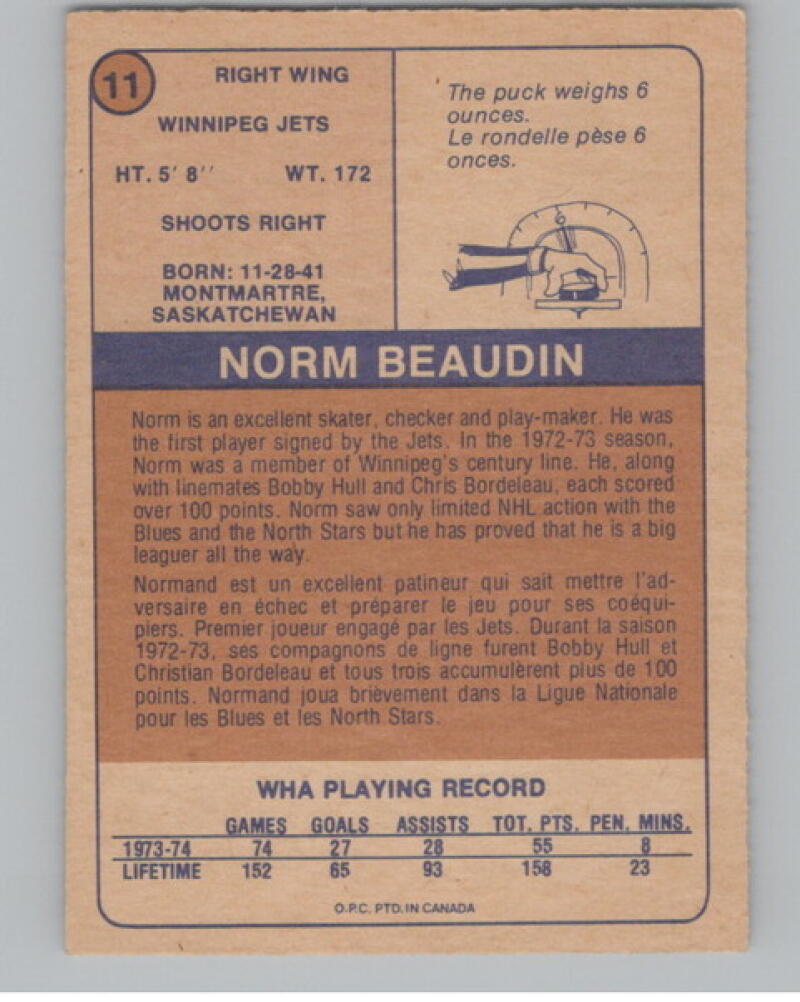 11
RIGHT WING
WINNIPEG JETS
HT. 5' 8'' WT. 172
SHOOTS RIGHT
BORN: 11-28-41
MONTMARTRE,
SASKATCHEWAN
The puck weighs 6
ounces.
Le rondelle pèse 6
onces.
NORM BEAUDIN
Norm is an excellent skater, checker and play-maker. He was
the first player signed by the Jets. In the 1972-73 season,
Norm was a member of Winnipeg's century line. He, along
with linemates Bobby Hull and Chris Bordeleau, each scored
over 100 points. Norm saw only limited NHL action with the
Blues and the North Stars but he has proved that he is a big
leaguer all the way.
Normand est un excellent patineur qui sait mettre l'ad-
versaire en échec et préparer le jeu pour ses coéqui-
piers. Premier joueur engagé par les Jets. Durant la saison
1972-73, ses compagnons de ligne furent Bobby Hull et
Christian Bordeleau et tous trois accumulèrent plus de 100
points. Normand joua brièvement dans la Ligue Nationale
pour les Blues et les North Stars.
WHA PLAYING RECORD
GAMES GOALS ASSISTS TOT. PTS. PEN. MINS.
1973-74 74 27 28 55 8
LIFETIME 152 65 93 158 23
O.P.C. PTD. IN CANADA